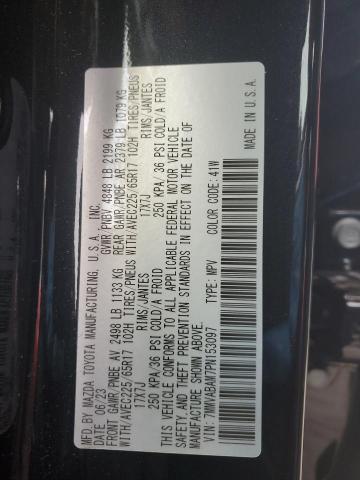 MFD. BY MAZDA TOYOTA MANUFACTURING, U.S.A., INC.
DATE: 06/23 GVWR/PNBV 4848 LB 2199 KG
FRONT GAWR/PNBE AV 2498 LB 1133 KG REAR GAWR/PNBE AR 2379 LB 1079 KG
WITH/AVEC225/65R17 102H TIRES/PNEUS WITH/AVEC225/65R17 102H TIRES/PNEUS
17X7J RIMS/JANTES 17X7J RIMS/JANTES
250 KPA/36 PSI COLD/A FROID 250 KPA/ 36 PSI COLD/A FROID
THIS VEHICLE CONFORMS TO ALL APPLICABLE FEDERAL MOTOR VEHICLE
SAFETY AND THEFT PREVENTION STANDARDS IN EFFECT ON THE DATE OF
MANUFACTURE SHOWN ABOVE.
VIN: 7MMVABAM7PN153097 TYPE: MPV COLOR CODE: 41W MADE IN U.S.A.